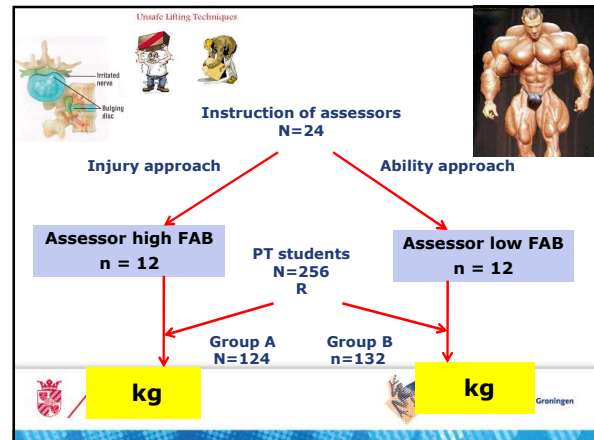 Unsafe Lifting Techniques
Irritated
nerve
Bulging
disc
Instruction of assessors
N=24
Injury approach
Ability approach
Assessor high FAB
n = 12
PT students
N=256
R
Assessor low FAB
n = 12
Group A
N=124
Group B
n=132
kg
kg
Groningen